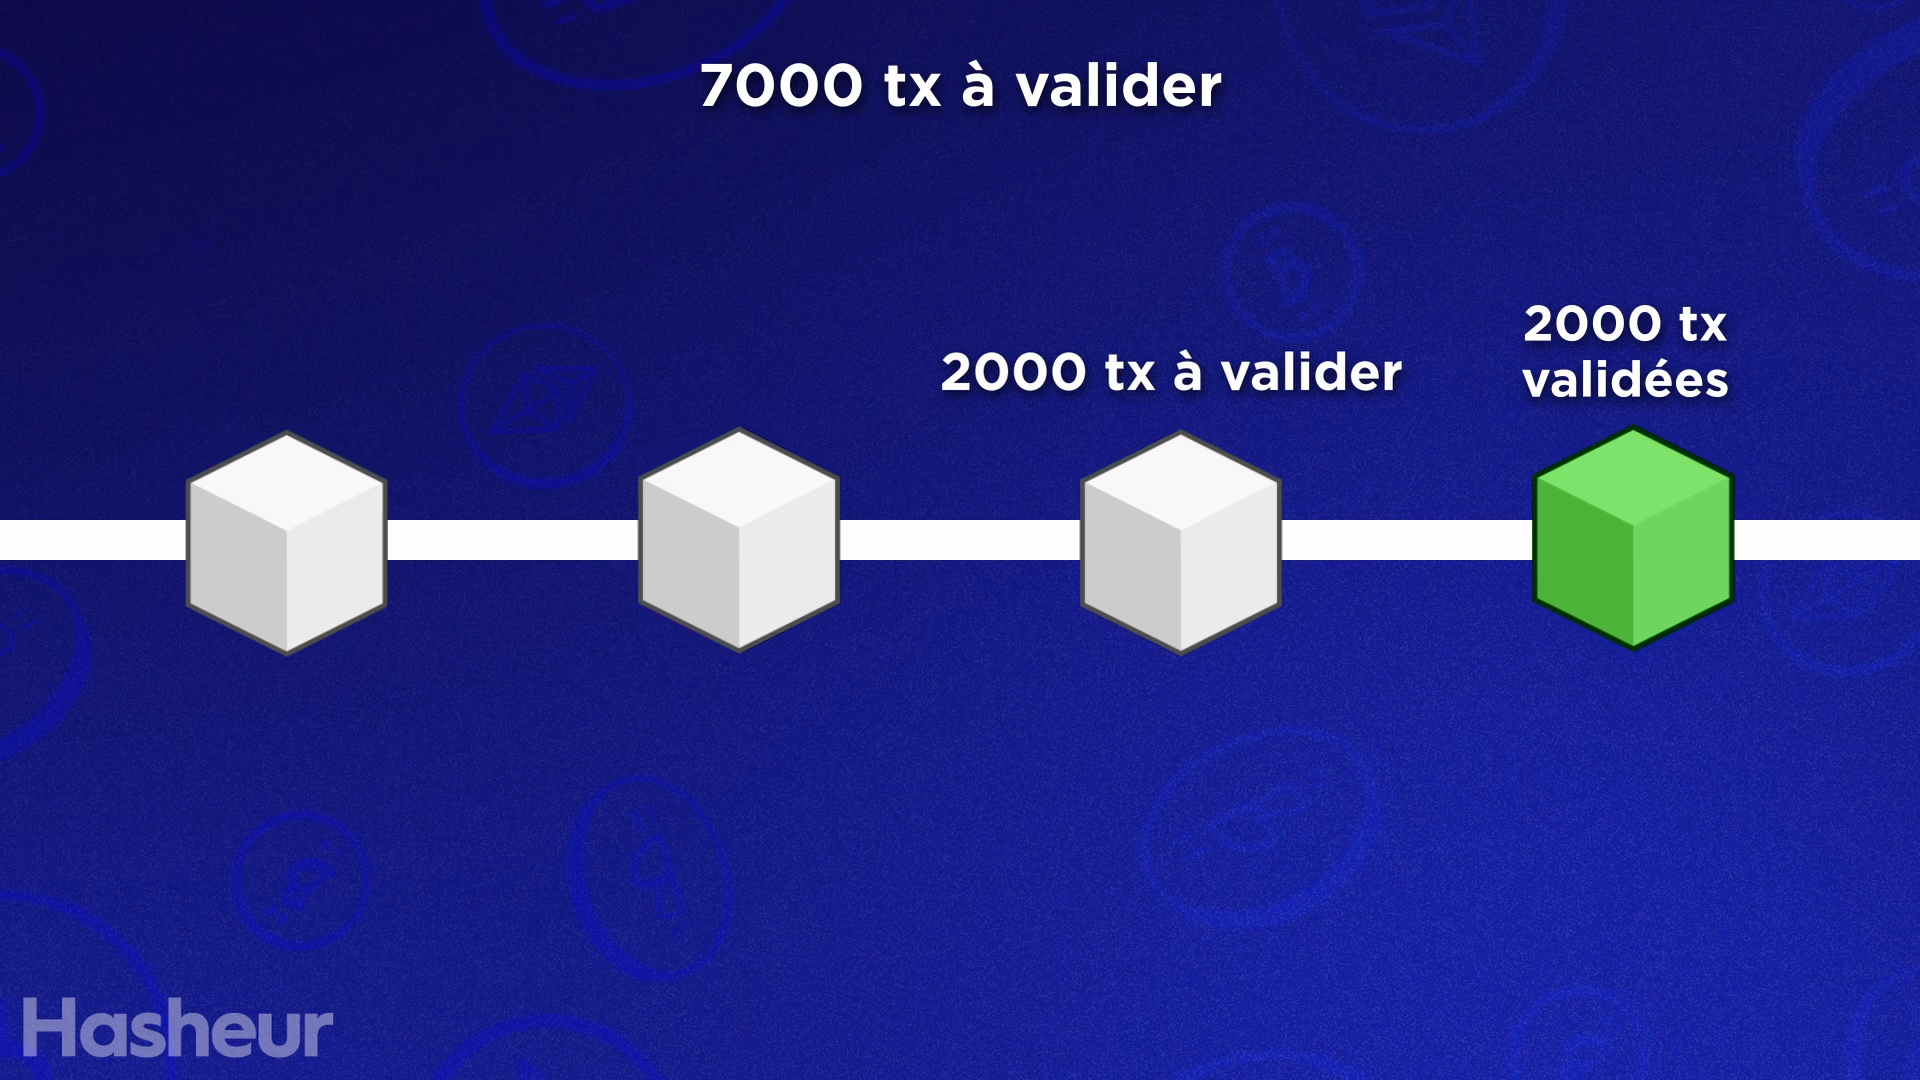 7000 tx à valider
2000 tx à valider
2000 tx
validées
Hasheur